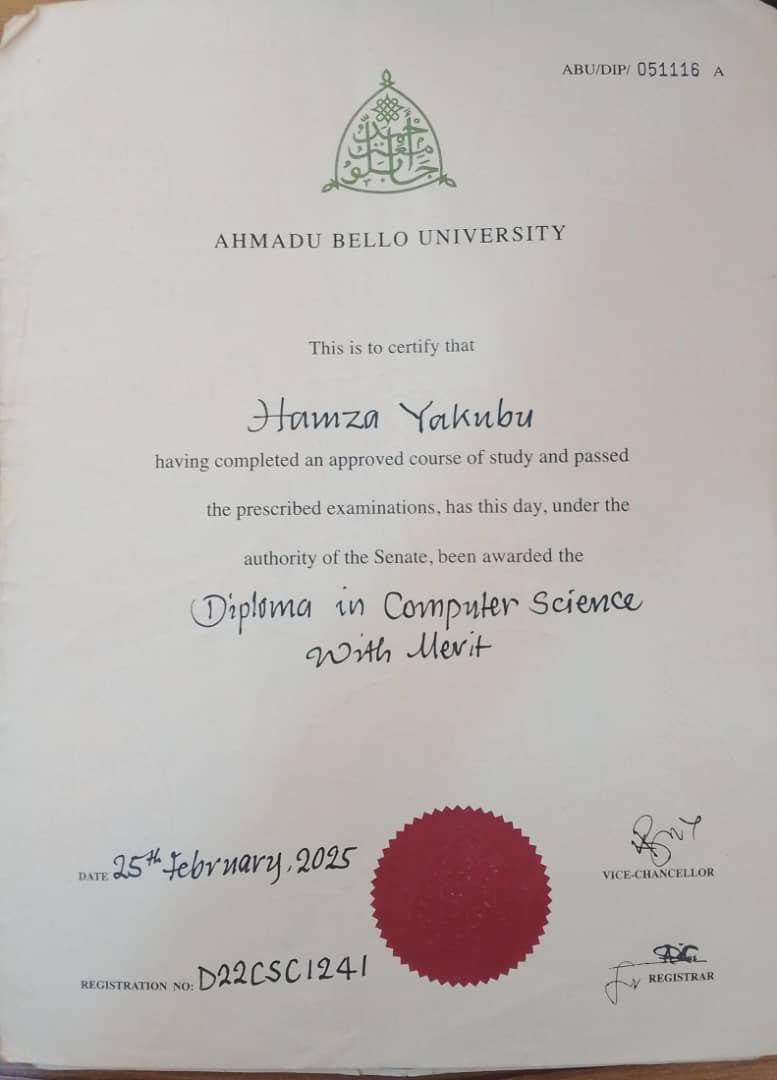 ABU/DIP/ 051116 A
AHMADU BELLO UNIVERSITY
This is to certify that
Hamza Yakubu
having completed an approved course of study and passed
the prescribed examinations, has this day, under the
authority of the Senate, been awarded the
Diploma in Computer Science
With Merit
DATE 25th February, 2025
VICE-CHANCELLOR
REGISTRATION NO: D22CSC1241
REGISTRAR